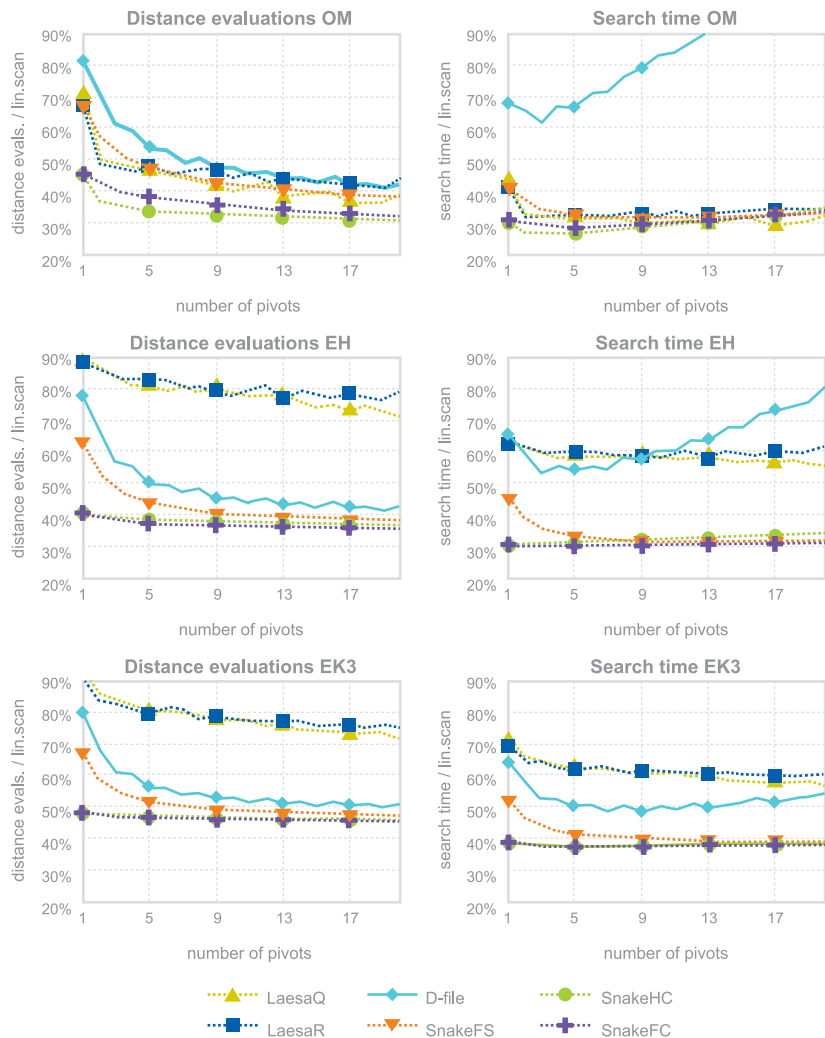 Distance evaluations OM
distance evals. / lin.scan
90%
80%
70%
60%
50%
40%
30%
20%
1 5 9 13 17
number of pivots
Search time OM
search time / lin.scan
90%
80%
70%
60%
50%
40%
30%
20%
1 5 9 13 17
number of pivots
Distance evaluations EH
distance evals. / lin.scan
90%
80%
70%
60%
50%
40%
30%
20%
1 5 9 13 17
number of pivots
Search time EH
search time / lin.scan
90%
80%
70%
60%
50%
40%
30%
20%
1 5 9 13 17
number of pivots
Distance evaluations EK3
distance evals. / lin.scan
90%
80%
70%
60%
50%
40%
30%
20%
1 5 9 13 17
number of pivots
Search time EK3
search time / lin.scan
90%
80%
70%
60%
50%
40%
30%
20%
1 5 9 13 17
number of pivots
LaesaQ D-file SnakeHC
LaesaR SnakeFS SnakeFC